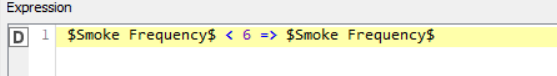 Expression
D 1 $Smoke Frequency$ < 6 => $Smoke Frequency$